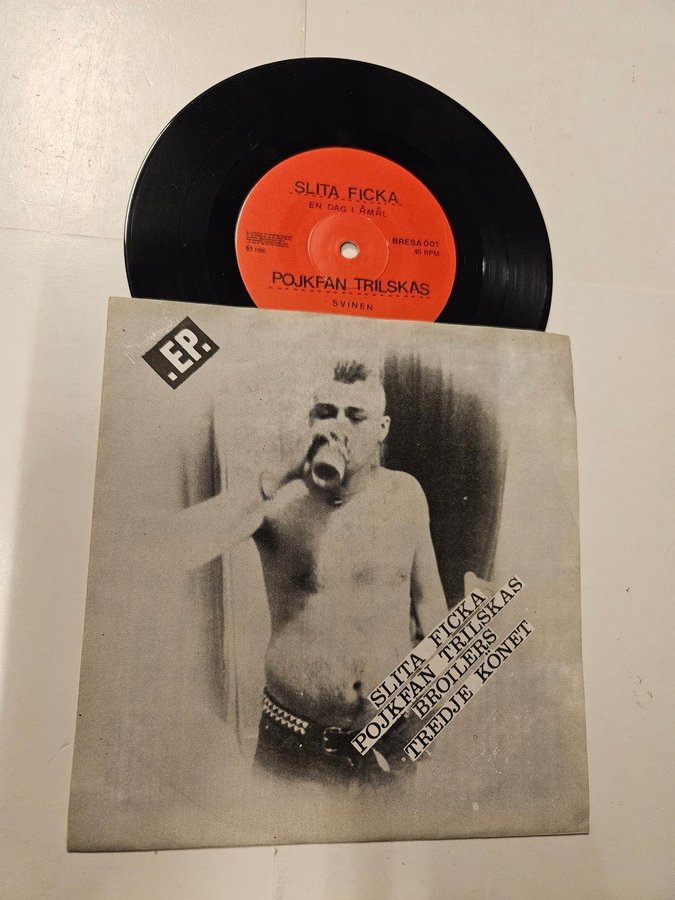 SLITA FICKA
EN DAG I ÅMÅL
BRESA 001
45 RPM
POJKFAN TRILSKAS
SVINEN
.EP.
SLITA FICKA
POJKFAN TRILSKAS
BROILERS
TREDJE KÖNET